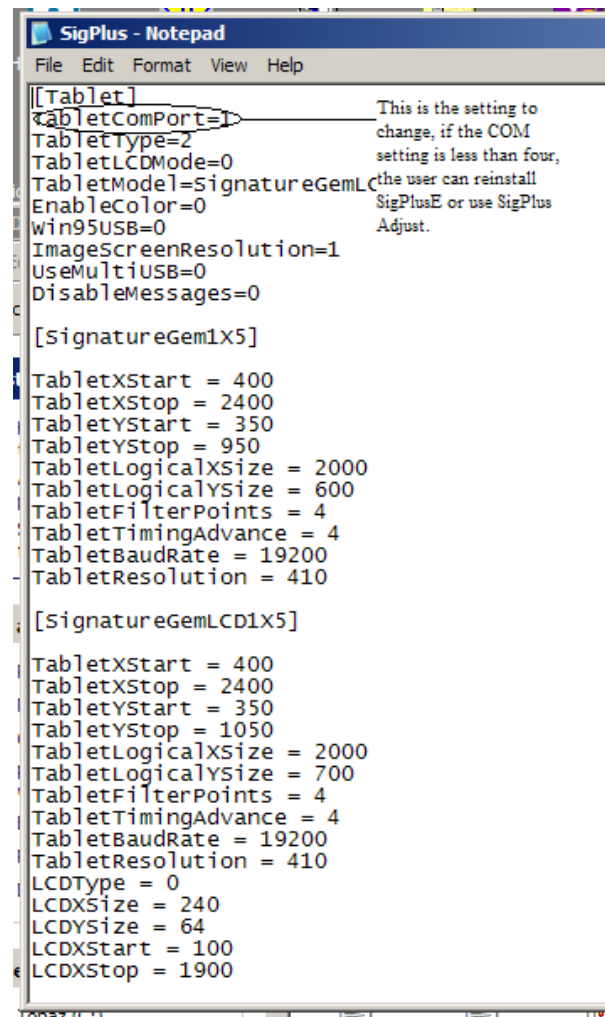 SigPlus - Notepad
File Edit Format View Help
[Tablet]
TabletComPort=1
TabletType=2
TabletLCDMode=0
TabletModel=SignatureGemLC
EnableColor=0
Win95USB=0
ImageScreenResolution=1
UseMultiUSB=0
DisableMessages=0
This is the setting to
change, if the COM
setting is less than four,
the user can reinstall
SigPlusE or use SigPlus
Adjust.
[SignatureGem1X5]
TabletXStart = 400
TabletXStop = 2400
TabletYStart = 350
TabletYStop = 950
TabletLogicalXSize = 2000
TabletLogicalYSize = 600
TabletFilterPoints = 4
TabletTimingAdvance = 4
TabletBaudRate = 19200
TabletResolution = 410
[SignatureGemLCD1X5]
TabletXStart = 400
TabletXStop = 2400
TabletYStart = 350
TabletYStop = 1050
TabletLogicalXSize = 2000
TabletLogicalYSize = 700
TabletFilterPoints = 4
TabletTimingAdvance = 4
TabletBaudRate = 19200
TabletResolution = 410
LCDType = 0
LCDXSize = 240
LCDYSize = 64
LCDXStart = 100
LCDXStop = 1900